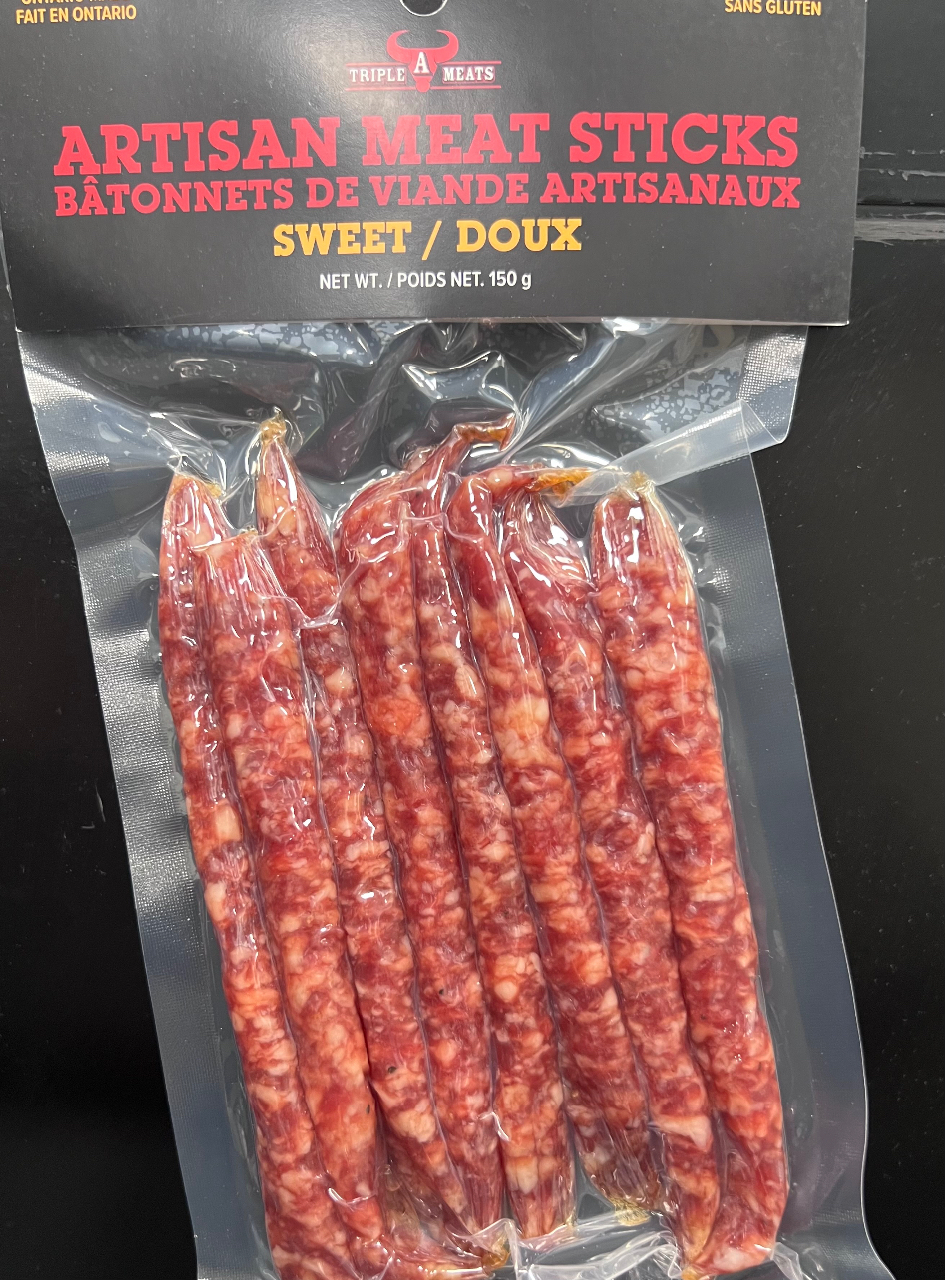 FAIT EN ONTARIO
SANS GLUTEN
TRIPLE A MEATS
ARTISAN MEAT STICKS
BÂTONNETS DE VIANDE ARTISANAUX
SWEET / DOUX
NET WT. / POIDS NET. 150 g